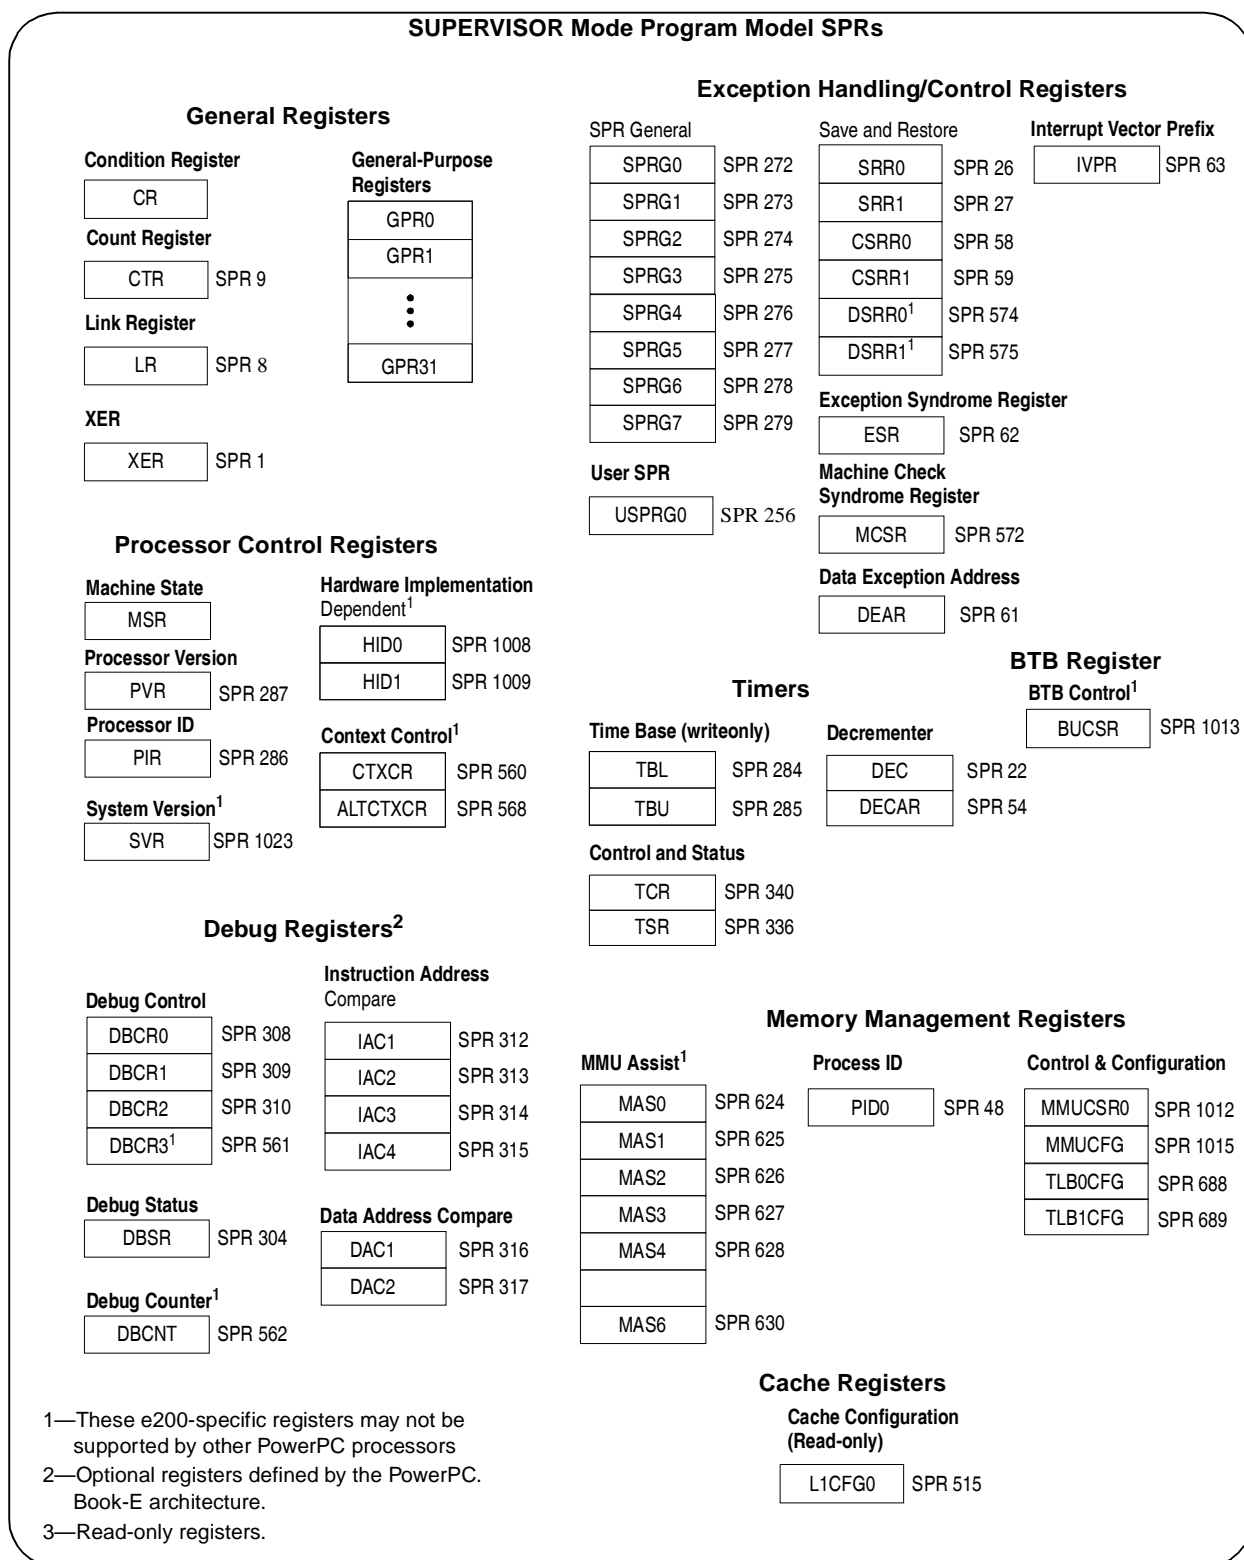 SUPERVISOR Mode Program Model SPRs
General Registers
Condition Register
CR
Count Register
CTR SPR 9
Link Register
LR SPR 8
XER
XER SPR 1
General-Purpose
Registers
GPR0
GPR1
GPR31
Exception Handling/Control Registers
SPR General
SPRG0 SPR 272
SPRG1 SPR 273
SPRG2 SPR 274
SPRG3 SPR 275
SPRG4 SPR 276
SPRG5 SPR 277
SPRG6 SPR 278
SPRG7 SPR 279
User SPR
USPRG0 SPR 256
Save and Restore
SRR0 SPR 26
SRR1 SPR 27
CSRR0 SPR 58
CSRR1 SPR 59
DSRR0¹ SPR 574
DSRR1¹ SPR 575
Exception Syndrome Register
ESR SPR 62
Machine Check
Syndrome Register
MCSR SPR 572
Data Exception Address
DEAR SPR 61
Interrupt Vector Prefix
IVPR SPR 63
Processor Control Registers
Machine State
MSR
Processor Version
PVR SPR 287
Processor ID
PIR SPR 286
System Version¹
SVR SPR 1023
Hardware Implementation
Dependent¹
HID0 SPR 1008
HID1 SPR 1009
Context Control¹
CTXCR SPR 560
ALTCTXCR SPR 568
Timers
Time Base (writeonly)
TBL SPR 284
TBU SPR 285
Control and Status
TCR SPR 340
TSR SPR 336
Decrementer
DEC SPR 22
DECAR SPR 54
BTB Register
BTB Control¹
BUCSR SPR 1013
Debug Registers²
Debug Control
DBCR0 SPR 308
DBCR1 SPR 309
DBCR2 SPR 310
DBCR3¹ SPR 561
Debug Status
DBSR SPR 304
Debug Counter¹
DBCNT SPR 562
Instruction Address
Compare
IAC1 SPR 312
IAC2 SPR 313
IAC3 SPR 314
IAC4 SPR 315
Data Address Compare
DAC1 SPR 316
DAC2 SPR 317
Memory Management Registers
MMU Assist¹
MAS0 SPR 624
MAS1 SPR 625
MAS2 SPR 626
MAS3 SPR 627
MAS4 SPR 628
MAS6 SPR 630
Process ID
PID0 SPR 48
Control & Configuration
MMUCSR0 SPR 1012
MMUCFG SPR 1015
TLB0CFG SPR 688
TLB1CFG SPR 689
Cache Registers
Cache Configuration
(Read-only)
L1CFG0 SPR 515
1—These e200-specific registers may not be
supported by other PowerPC processors
2—Optional registers defined by the PowerPC.
Book-E architecture.
3—Read-only registers.